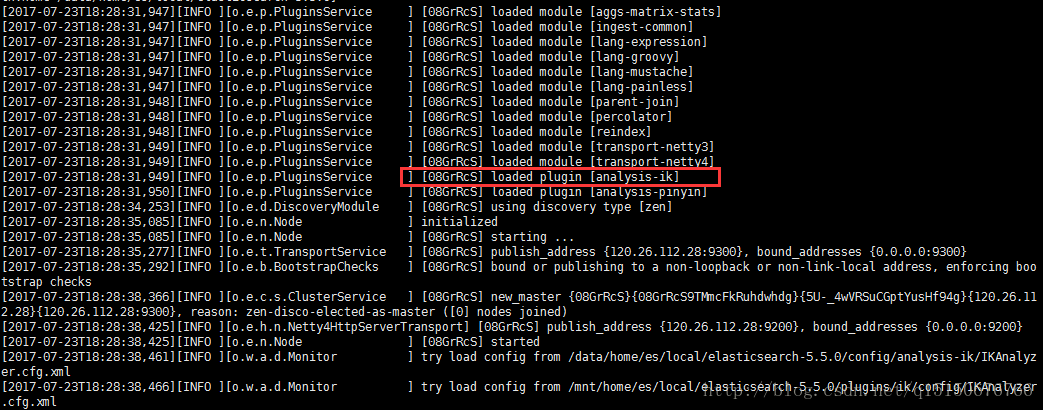 [2017-07-23T18:28:31,947][INFO ][o.e.p.PluginsService     ] [08GrRcS] loaded module [aggs-matrix-stats]
[2017-07-23T18:28:31,947][INFO ][o.e.p.PluginsService     ] [08GrRcS] loaded module [ingest-common]
[2017-07-23T18:28:31,947][INFO ][o.e.p.PluginsService     ] [08GrRcS] loaded module [lang-expression]
[2017-07-23T18:28:31,947][INFO ][o.e.p.PluginsService     ] [08GrRcS] loaded module [lang-groovy]
[2017-07-23T18:28:31,947][INFO ][o.e.p.PluginsService     ] [08GrRcS] loaded module [lang-mustache]
[2017-07-23T18:28:31,947][INFO ][o.e.p.PluginsService     ] [08GrRcS] loaded module [lang-painless]
[2017-07-23T18:28:31,948][INFO ][o.e.p.PluginsService     ] [08GrRcS] loaded module [parent-join]
[2017-07-23T18:28:31,948][INFO ][o.e.p.PluginsService     ] [08GrRcS] loaded module [percolator]
[2017-07-23T18:28:31,948][INFO ][o.e.p.PluginsService     ] [08GrRcS] loaded module [reindex]
[2017-07-23T18:28:31,949][INFO ][o.e.p.PluginsService     ] [08GrRcS] loaded module [transport-netty3]
[2017-07-23T18:28:31,949][INFO ][o.e.p.PluginsService     ] [08GrRcS] loaded module [transport-netty4]
[2017-07-23T18:28:31,949][INFO ][o.e.p.PluginsService     ] [08GrRcS] loaded plugin [analysis-ik]
[2017-07-23T18:28:31,950][INFO ][o.e.p.PluginsService     ] [08GrRcS] loaded plugin [analysis-pinyin]
[2017-07-23T18:28:34,253][INFO ][o.e.d.DiscoveryModule    ] [08GrRcS] using discovery type [zen]
[2017-07-23T18:28:35,085][INFO ][o.e.n.Node               ] initialized
[2017-07-23T18:28:35,085][INFO ][o.e.n.Node               ] [08GrRcS] starting ...
[2017-07-23T18:28:35,277][INFO ][o.e.t.TransportService   ] [08GrRcS] publish_address {120.26.112.28:9300}, bound_addresses {0.0.0.0:9300}
[2017-07-23T18:28:35,292][INFO ][o.e.b.BootstrapChecks    ] [08GrRcS] bound or publishing to a non-loopback or non-link-local address, enforcing boo
tstrap checks
[2017-07-23T18:28:38,366][INFO ][o.e.c.s.ClusterService   ] [08GrRcS] new_master {08GrRcS}{08GrRcS9TMmcFkRuhdwhdg}{5U-_4wVRSuCGptYusHf94g}{120.26.11
2.28}{120.26.112.28:9300}, reason: zen-disco-elected-as-master ([0] nodes joined)
[2017-07-23T18:28:38,425][INFO ][o.e.h.n.Netty4HttpServerTransport] [08GrRcS] publish_address {120.26.112.28:9200}, bound_addresses {0.0.0.0:9200}
[2017-07-23T18:28:38,425][INFO ][o.e.n.Node               ] [08GrRcS] started
[2017-07-23T18:28:38,461][INFO ][o.w.a.d.Monitor          ] try load config from /data/home/es/local/elasticsearch-5.5.0/config/analysis-ik/IKAnalyz
er.cfg.xml
[2017-07-23T18:28:38,466][INFO ][o.w.a.d.Monitor          ] try load config from /mnt/home/es/local/elasticsearch-5.5.0/plugins/ik/config/IKAnalyzer
.cfg.xml